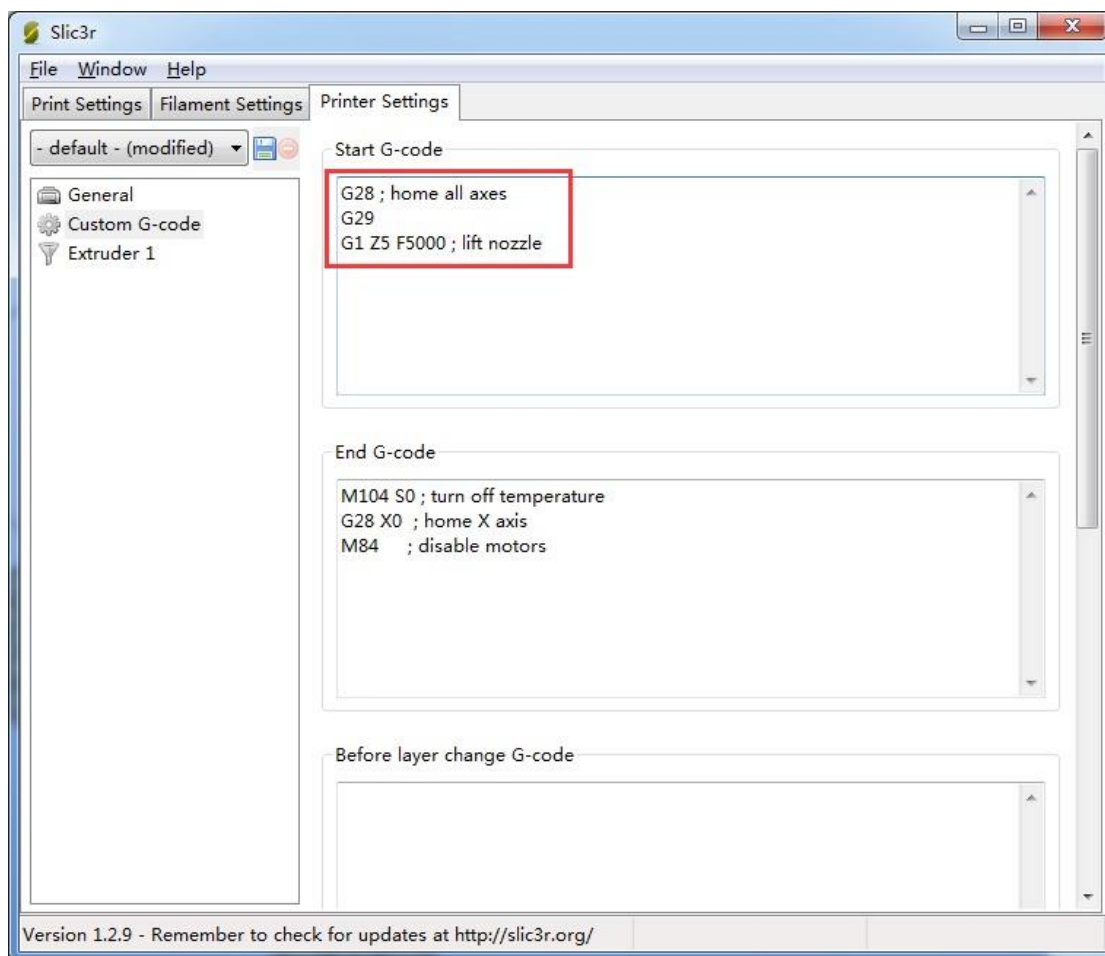 Slic3r
File Window Help
Print Settings Filament Settings Printer Settings
- default - (modified)
General
Custom G-code
Extruder 1
Start G-code
G28 ; home all axes
G29
G1 Z5 F5000 ; lift nozzle
End G-code
M104 S0 ; turn off temperature
G28 X0 ; home X axis
M84 ; disable motors
Before layer change G-code
Version 1.2.9 - Remember to check for updates at http://slic3r.org/